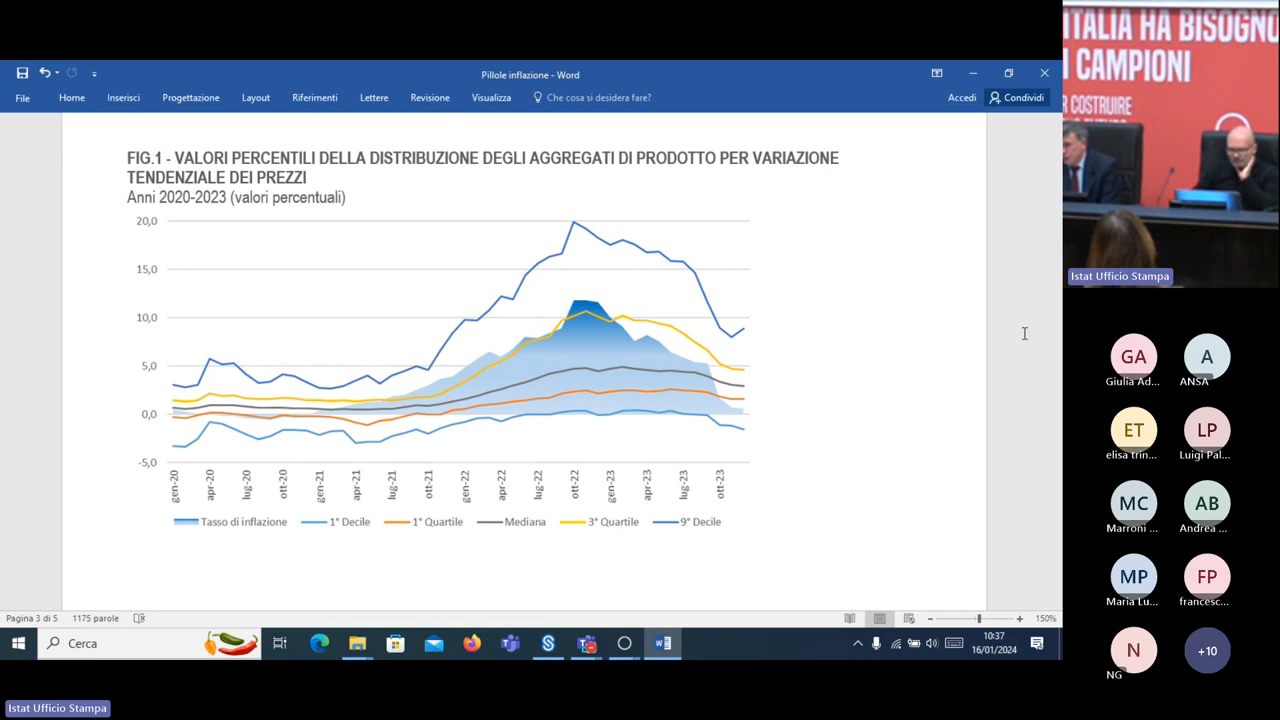 Pillole inflazione - Word
File Home Inserisci Progettazione Layout Riferimenti Lettere Revisione Visualizza Che cosa si desidera fare? Accedi Condividi
FIG.1 - VALORI PERCENTILI DELLA DISTRIBUZIONE DEGLI AGGREGATI DI PRODOTTO PER VARIAZIONE
TENDENZIALE DEI PREZZI
Anni 2020-2023 (valori percentuali)
20,0
15,0
10,0
5,0
0,0
-5,0
gen-20 apr-20 lug-20 ott-20 gen-21 apr-21 lug-21 ott-21 gen-22 apr-22 lug-22 ott-22 gen-23 apr-23 lug-23 ott-23
Tasso di inflazione 1° Decile 1° Quartile Mediana 3° Quartile 9° Decile
Pagina 3 di 5 1175 parole 150%
Cerca
10:37
16/01/2024
ITALIA HA BISOGNO
I CAMPIONI
R COSTRUIRE
Istat Ufficio Stampa
GA A
Giulia Ad... ANSA
ET LP
elisa trin... Luigi Pal...
MC AB
Marroni ... Andrea ...
MP FP
Maria Lu... francesc...
N +10
NG
Istat Ufficio Stampa